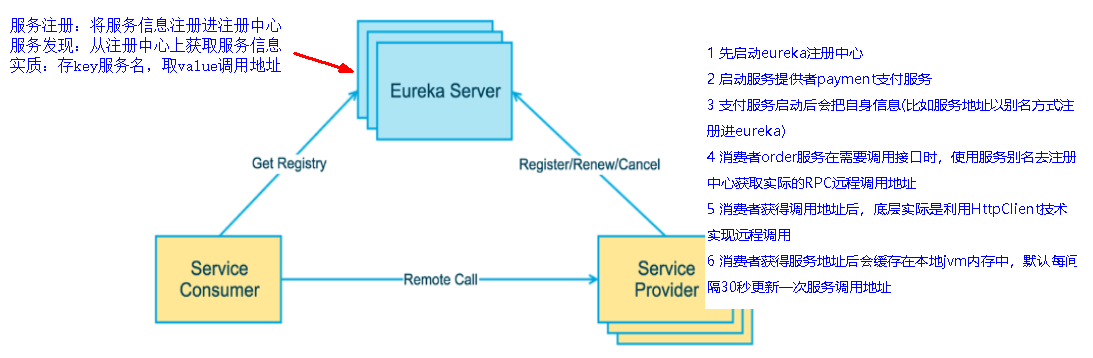 服务注册：将服务信息注册进注册中心
服务发现：从注册中心上获取服务信息
实质：存key服务名，取value调用地址
Eureka Server
Get Registry
Register/Renew/Cancel
Service
Consumer
Remote Call
Service
Provider
1 先启动eureka注册中心
2 启动服务提供者payment支付服务
3 支付服务启动后会把自身信息(比如服务地址以别名方式注
册进eureka)
4 消费者order服务在需要调用接口时，使用服务别名去注册
中心获取实际的RPC远程调用地址
5 消费者获得调用地址后，底层实际是利用HttpClient技术
实现远程调用
6 消费者获得服务地址后会缓存在本地jvm内存中，默认每间
隔30秒更新一次服务调用地址